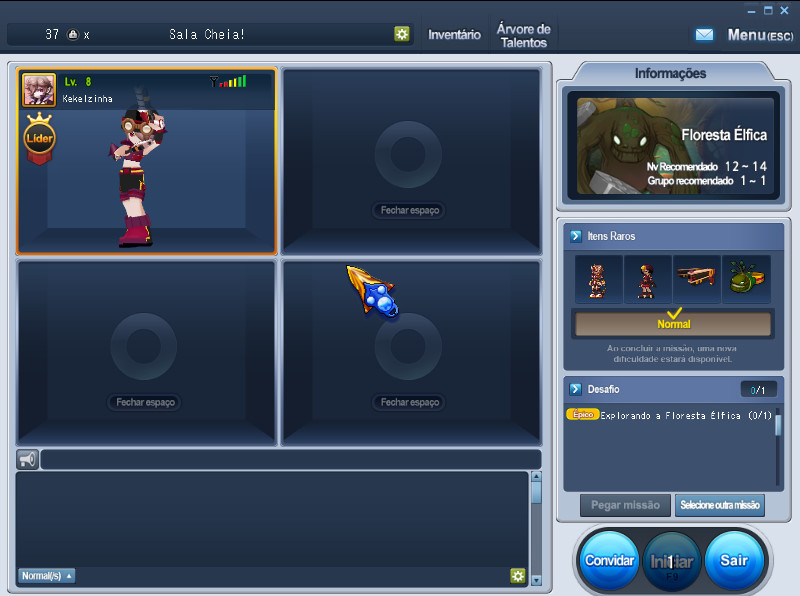 37 x
Sala Cheia!
Inventário
Árvore de
Talentos
Menu(ESC)
Lv. 8
Kekelzinha
Líder
Fechar espaço
Fechar espaço
Fechar espaço
Normal/s)
Informações
Floresta Élfica
Nv Recomendado 12 ~ 14
Grupo recomendado 1 ~ 1
Itens Raros
Normal
Ao concluir a missão, uma nova
dificuldade estará disponível.
Desafio
0/1
Épico Explorando a Floresta Élfica (0/1)
Pegar missão
Selecione outra missão
Convidar
Iniciar
1
F9
Sair